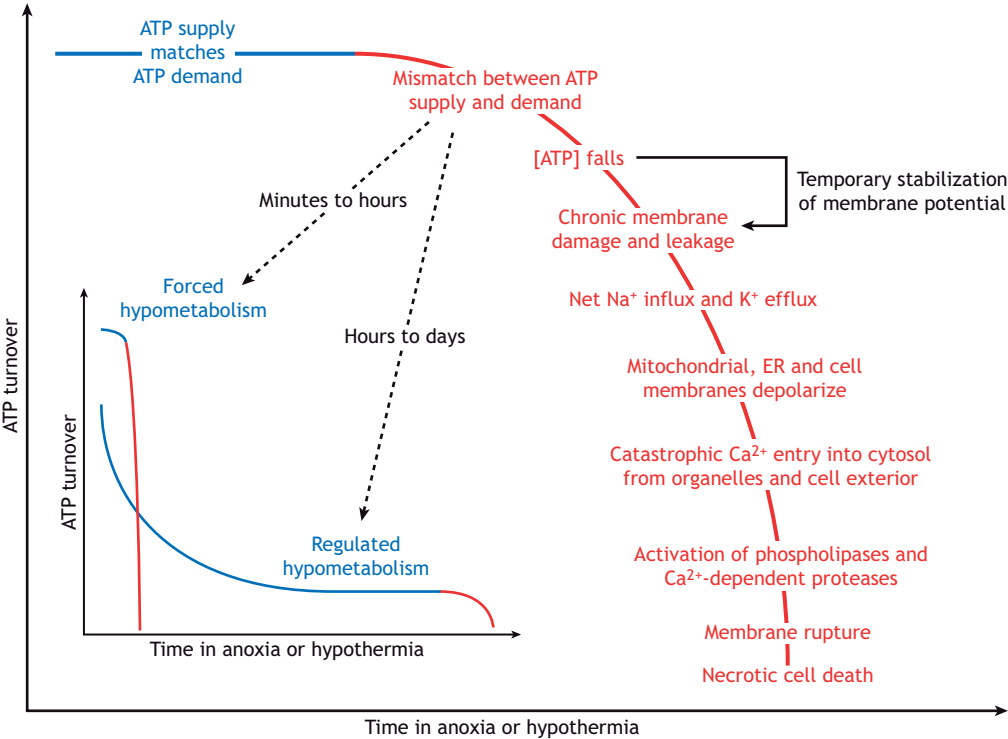 ATP supply
matches
ATP demand
Mismatch between ATP
supply and demand
[ATP] falls
Temporary stabilization
of membrane potential
Minutes to hours
Chronic membrane
damage and leakage
Forced
hypometabolism
Net Na⁺ influx and K⁺ efflux
Hours to days
Mitochondrial, ER and cell
membranes depolarize
ATP turnover
ATP turnover
Catastrophic Ca²⁺ entry into cytosol
from organelles and cell exterior
Regulated
hypometabolism
Activation of phospholipases and
Ca²⁺-dependent proteases
Membrane rupture
Time in anoxia or hypothermia
Necrotic cell death
Time in anoxia or hypothermia